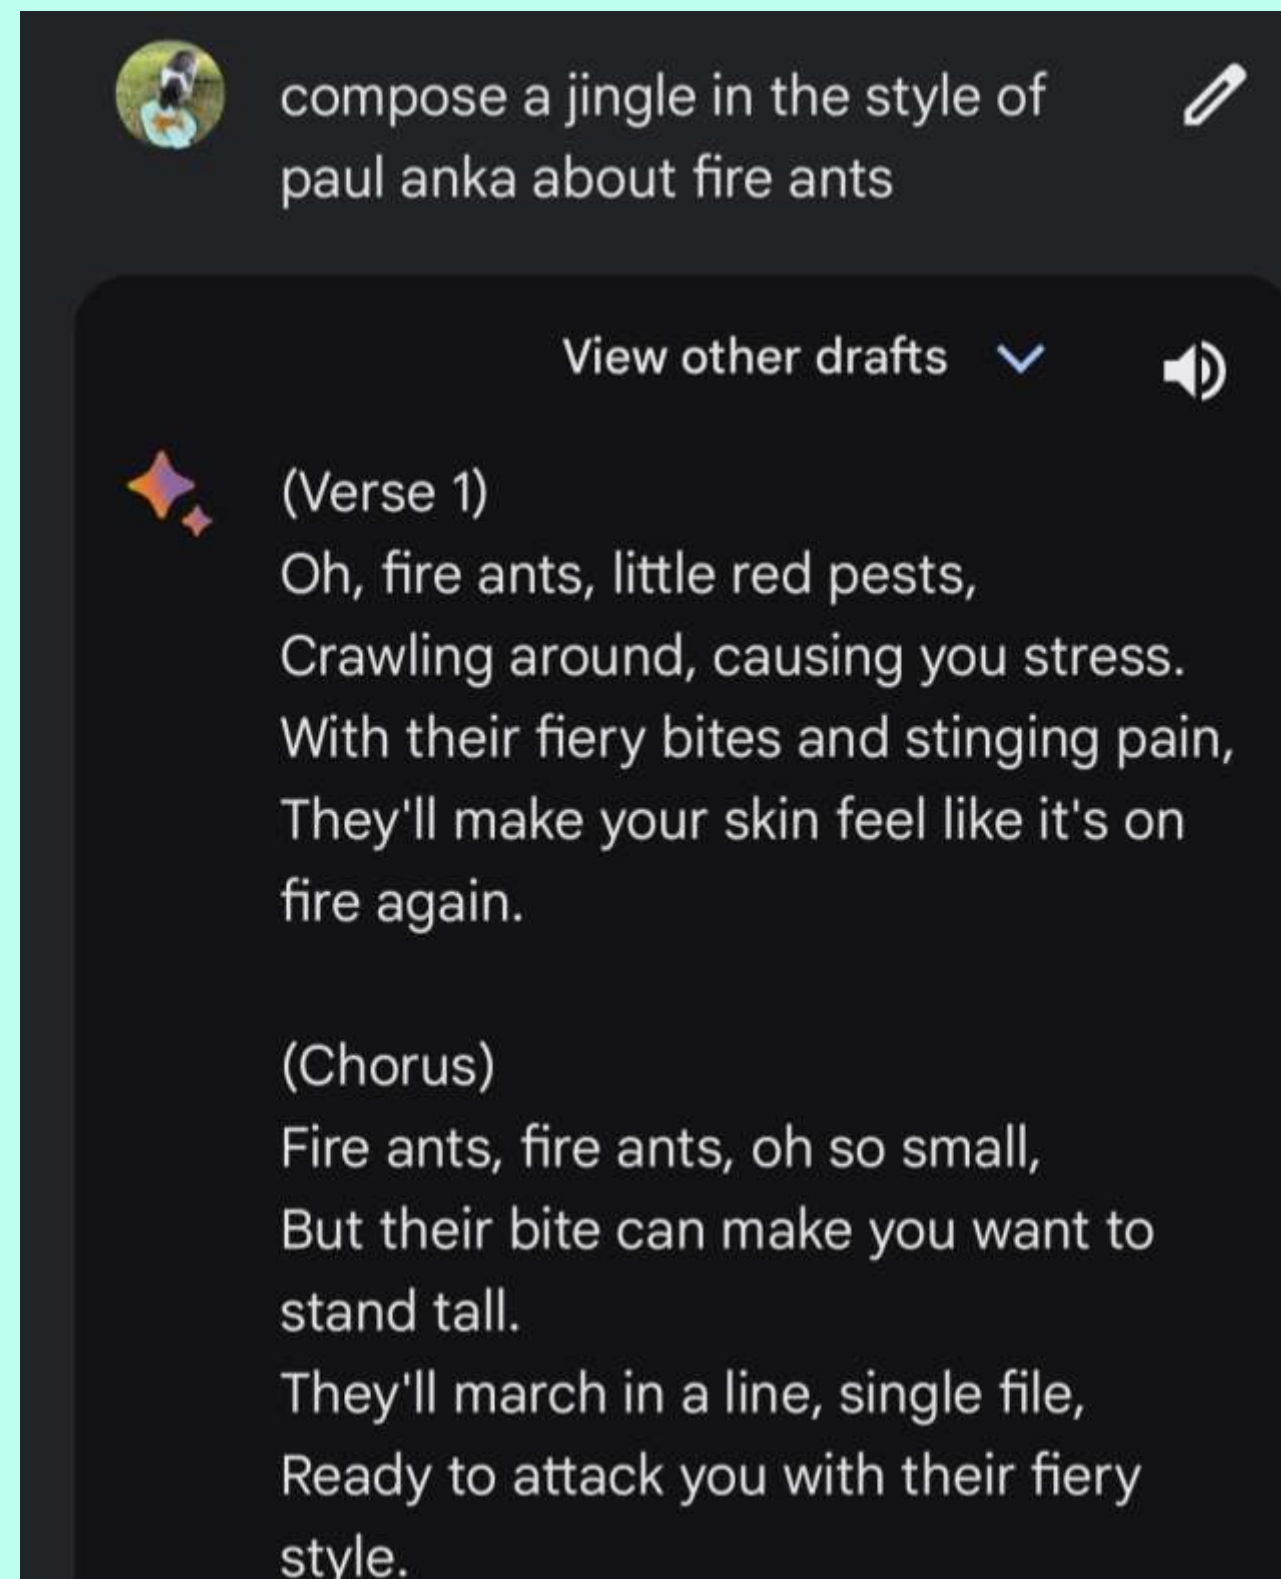 compose a jingle in the style of
paul anka about fire ants
View other drafts
(Verse 1)
Oh, fire ants, little red pests,
Crawling around, causing you stress.
With their fiery bites and stinging pain,
They'll make your skin feel like it's on
fire again.
(Chorus)
Fire ants, fire ants, oh so small,
But their bite can make you want to
stand tall.
They'll march in a line, single file,
Ready to attack you with their fiery
style.